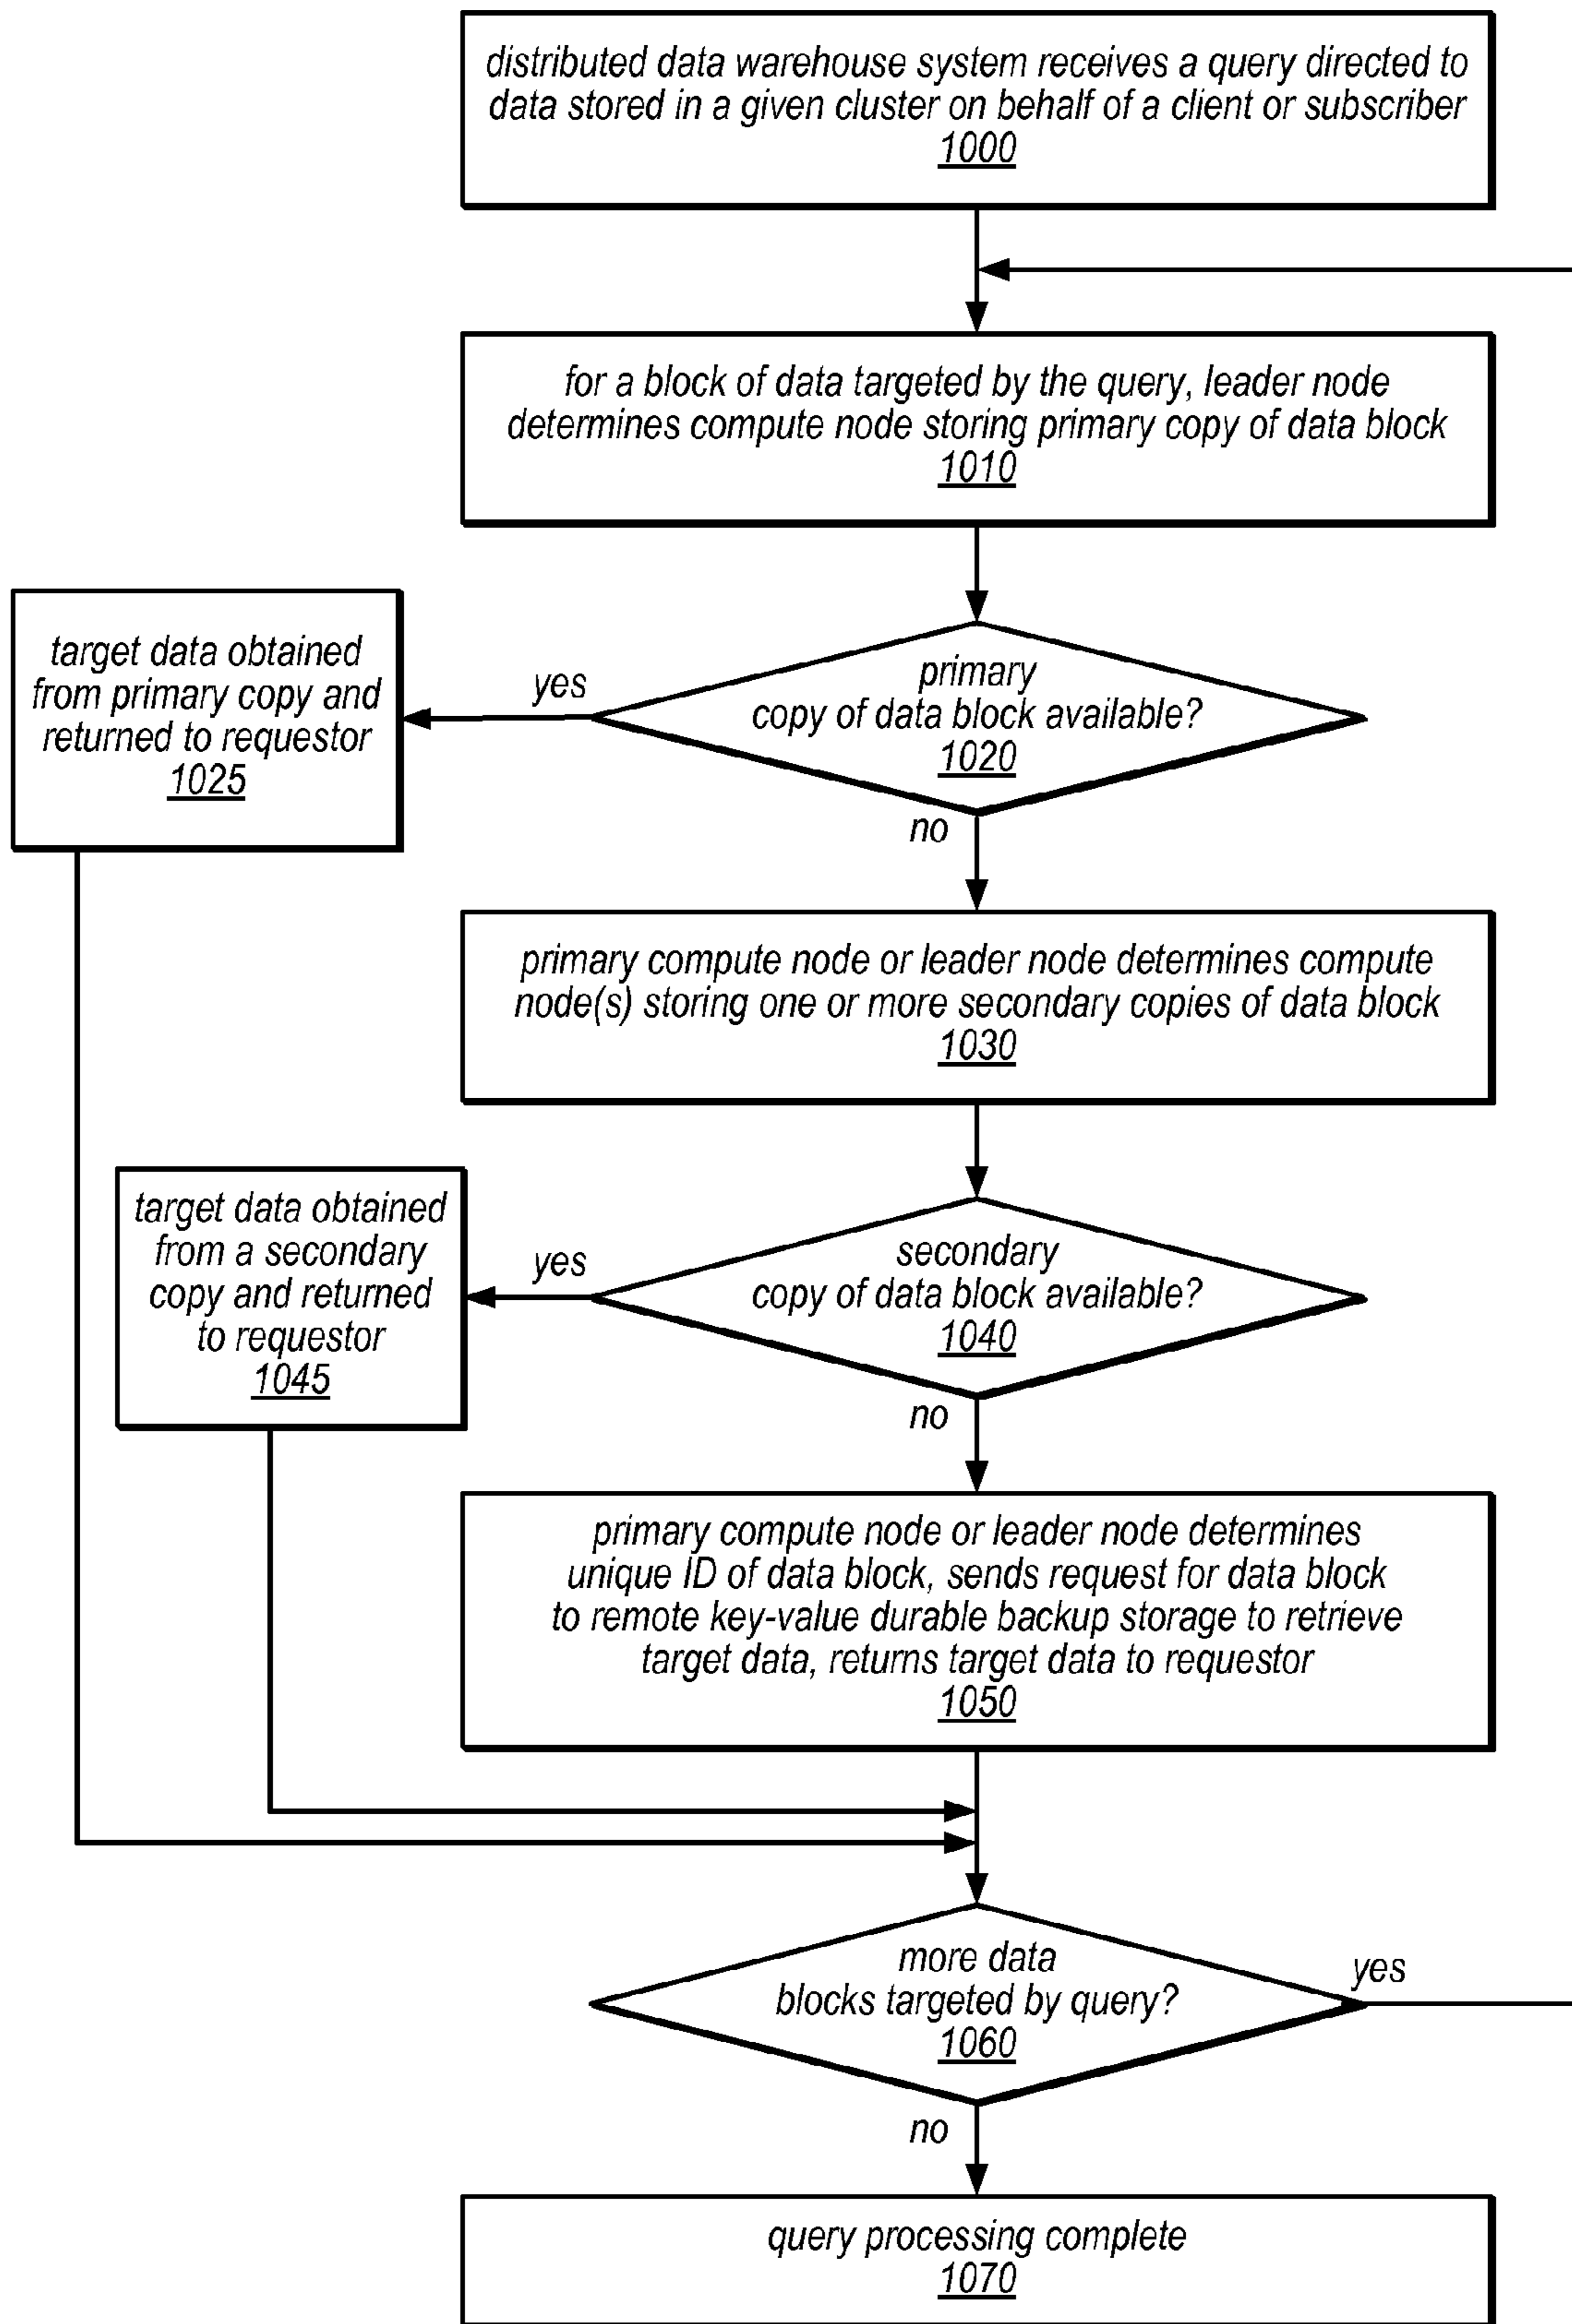 distributed data warehouse system receives a query directed to
data stored in a given cluster on behalf of a client or subscriber
1000
for a block of data targeted by the query, leader node
determines compute node storing primary copy of data block
1010
target data obtained
from primary copy and
returned to requestor
1025
yes
primary
copy of data block available?
1020
no
primary compute node or leader node determines compute
node(s) storing one or more secondary copies of data block
1030
target data obtained
from a secondary
copy and returned
to requestor
1045
yes
secondary
copy of data block available?
1040
no
primary compute node or leader node determines
unique ID of data block, sends request for data block
to remote key-value durable backup storage to retrieve
target data, returns target data to requestor
1050
more data
blocks targeted by query?
1060
yes
no
query processing complete
1070